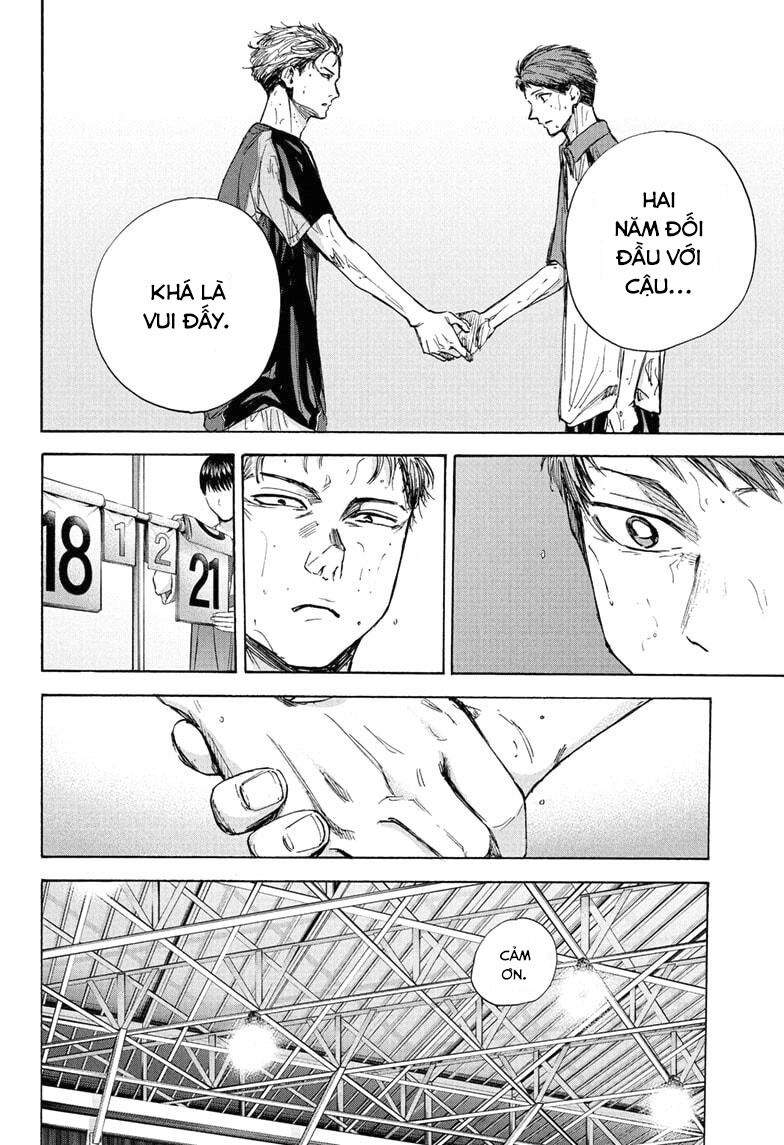 HAI
NĂM ĐỐI
ĐẦU VỚI
CẬU...
KHÁ LÀ
VUI ĐẤY.
18 1 2 21
CẢM
ƠN.